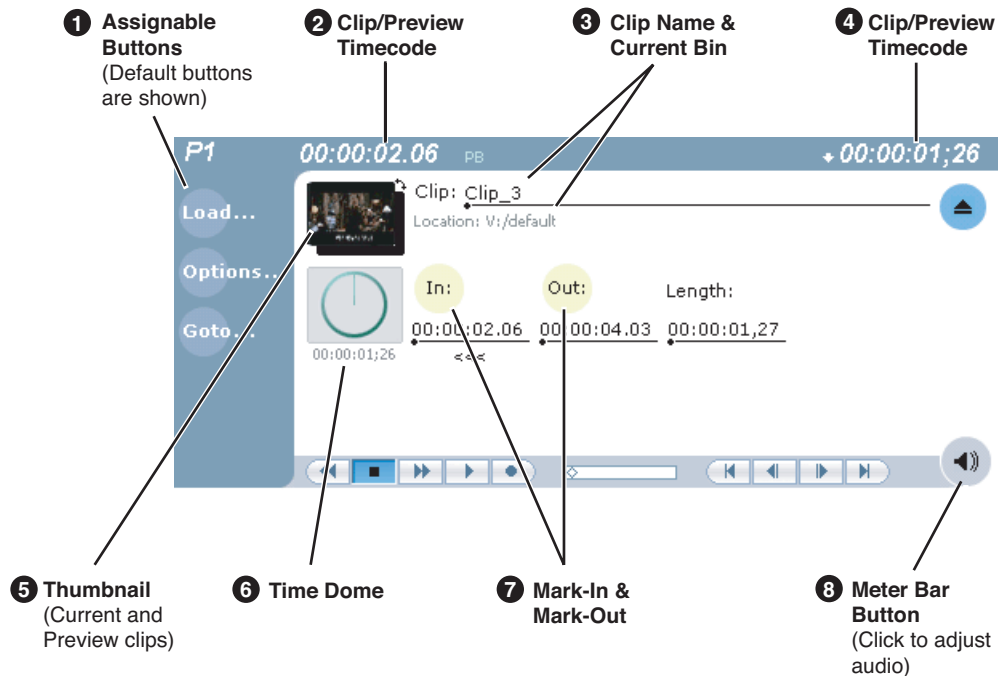 1 Assignable
Buttons
(Default buttons
are shown)
2 Clip/Preview
Timecode
3 Clip Name &
Current Bin
4 Clip/Preview
Timecode
P1
00:00:02.06 PB
00:00:01;26
Load...
Options..
Goto...
Clip: Clip_3
Location: V:/default
In:
Out:
Length:
00:00:02.06 00:00:04.03 00:00:01,27
00:00:01;26
<<<
5 Thumbnail
(Current and
Preview clips)
6 Time Dome
7 Mark-In &
Mark-Out
8 Meter Bar
Button
(Click to adjust
audio)